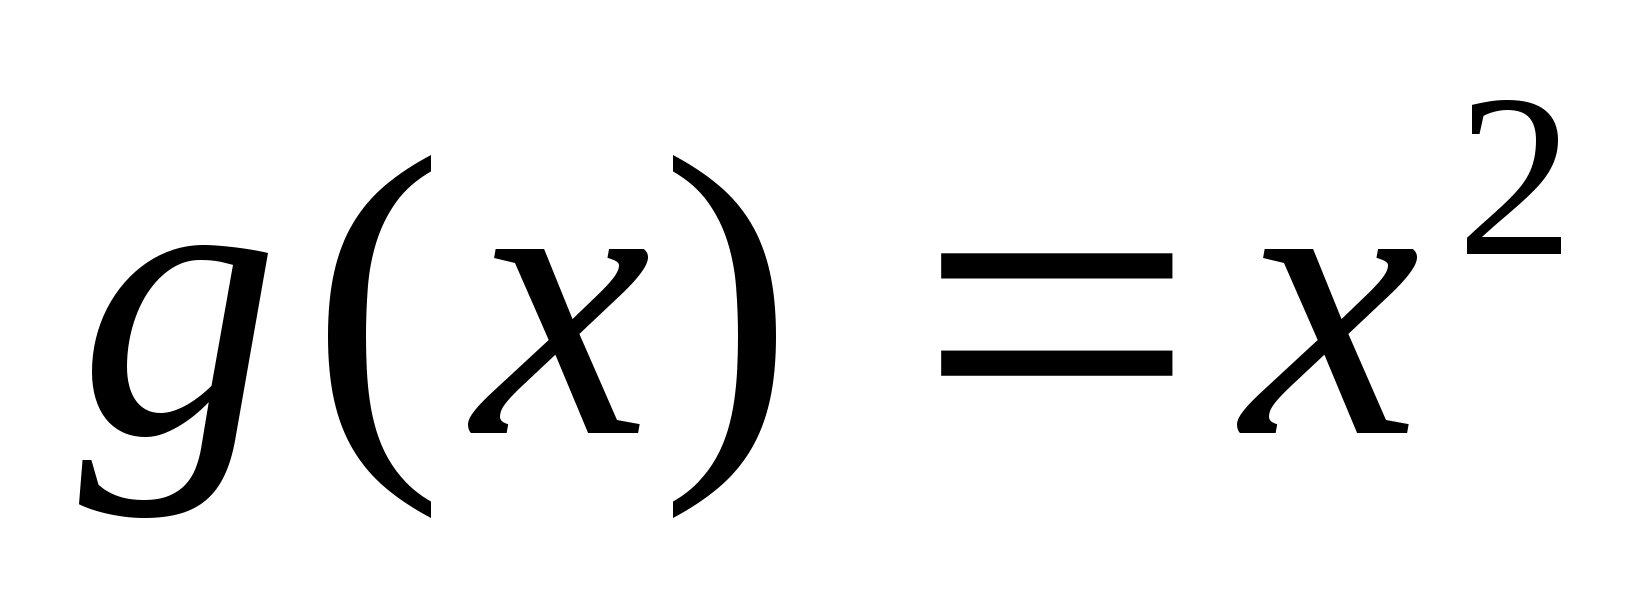 g(x) = x²